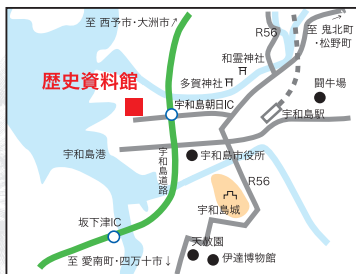 至 西予市・大洲市↗
R56
至 鬼北町
・松野町
和霊神社
多賀神社
歴史資料館
闘牛場
宇和島朝日IC
宇和島駅
宇和島港
宇和島道路
宇和島市役所
R56
宇和島城
坂下津IC
天赦園
至 愛南町・四万十市↓
伊達博物館